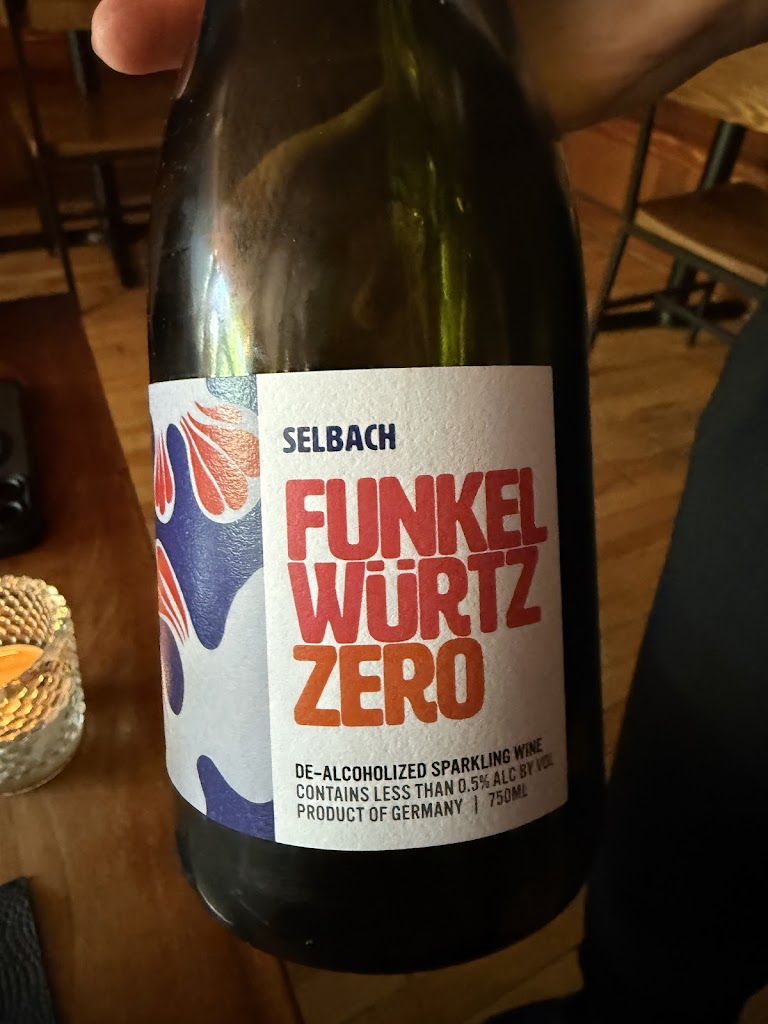 SELBACH
FUNKEL
WÜRTZ
ZERO
DE-ALCOHOLIZED SPARKLING WINE
CONTAINS LESS THAN 0.5% ALC BY VOL
PRODUCT OF GERMANY | 750ML